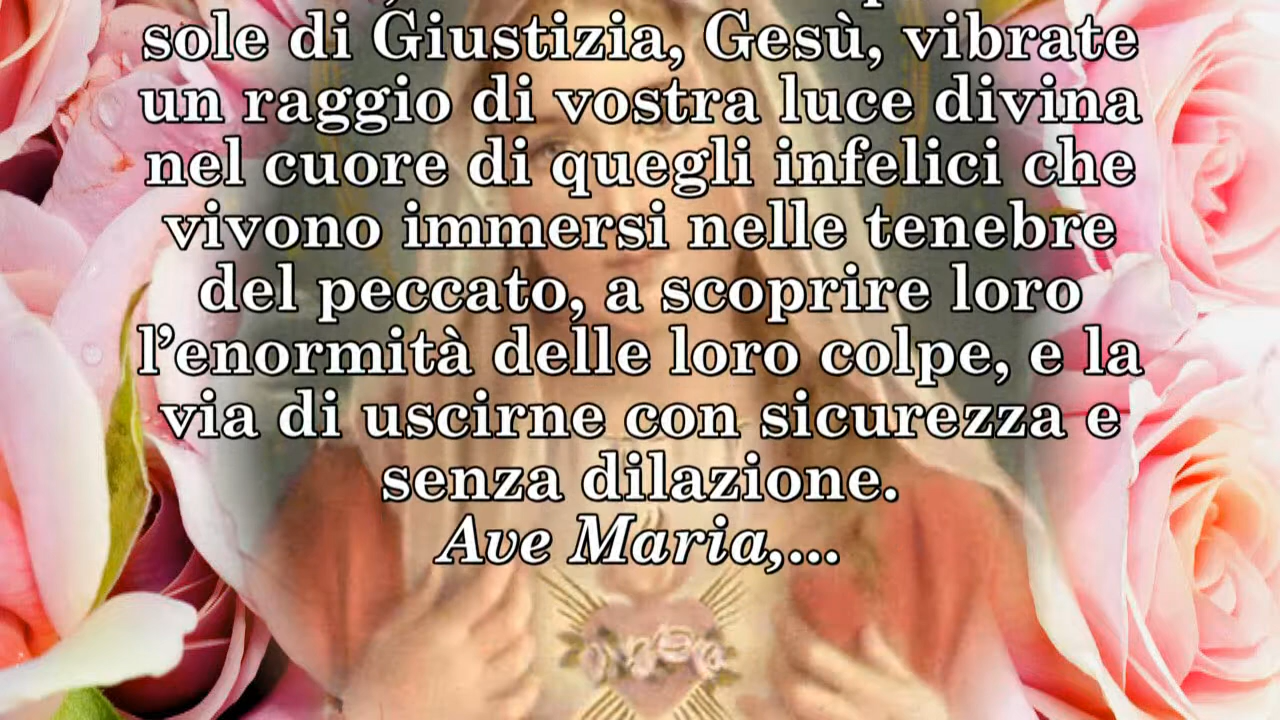 sole di Giustizia, Gesù, vibrate
un raggio di vostra luce divina
nel cuore di quegli infelici che
vivono immersi nelle tenebre
del peccato, a scoprire loro
l’enormità delle loro colpe, e la
via di uscirne con sicurezza e
senza dilazione.
Ave Maria,...